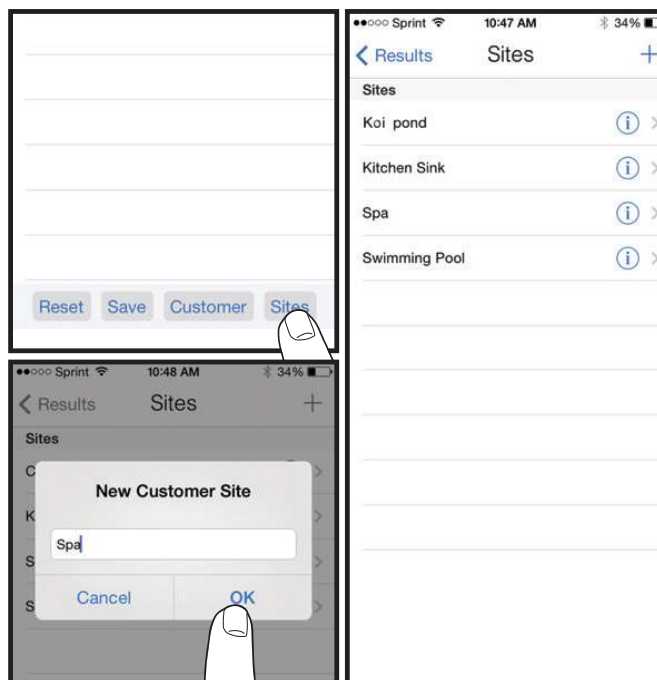 Reset Save Customer Sites
Sprint 10:48 AM 34%
Results Sites +
Sites
C
K
S
S
New Customer Site
Spa
Cancel OK
Sprint 10:47 AM 34%
Results Sites +
Sites
Koi pond
Kitchen Sink
Spa
Swimming Pool